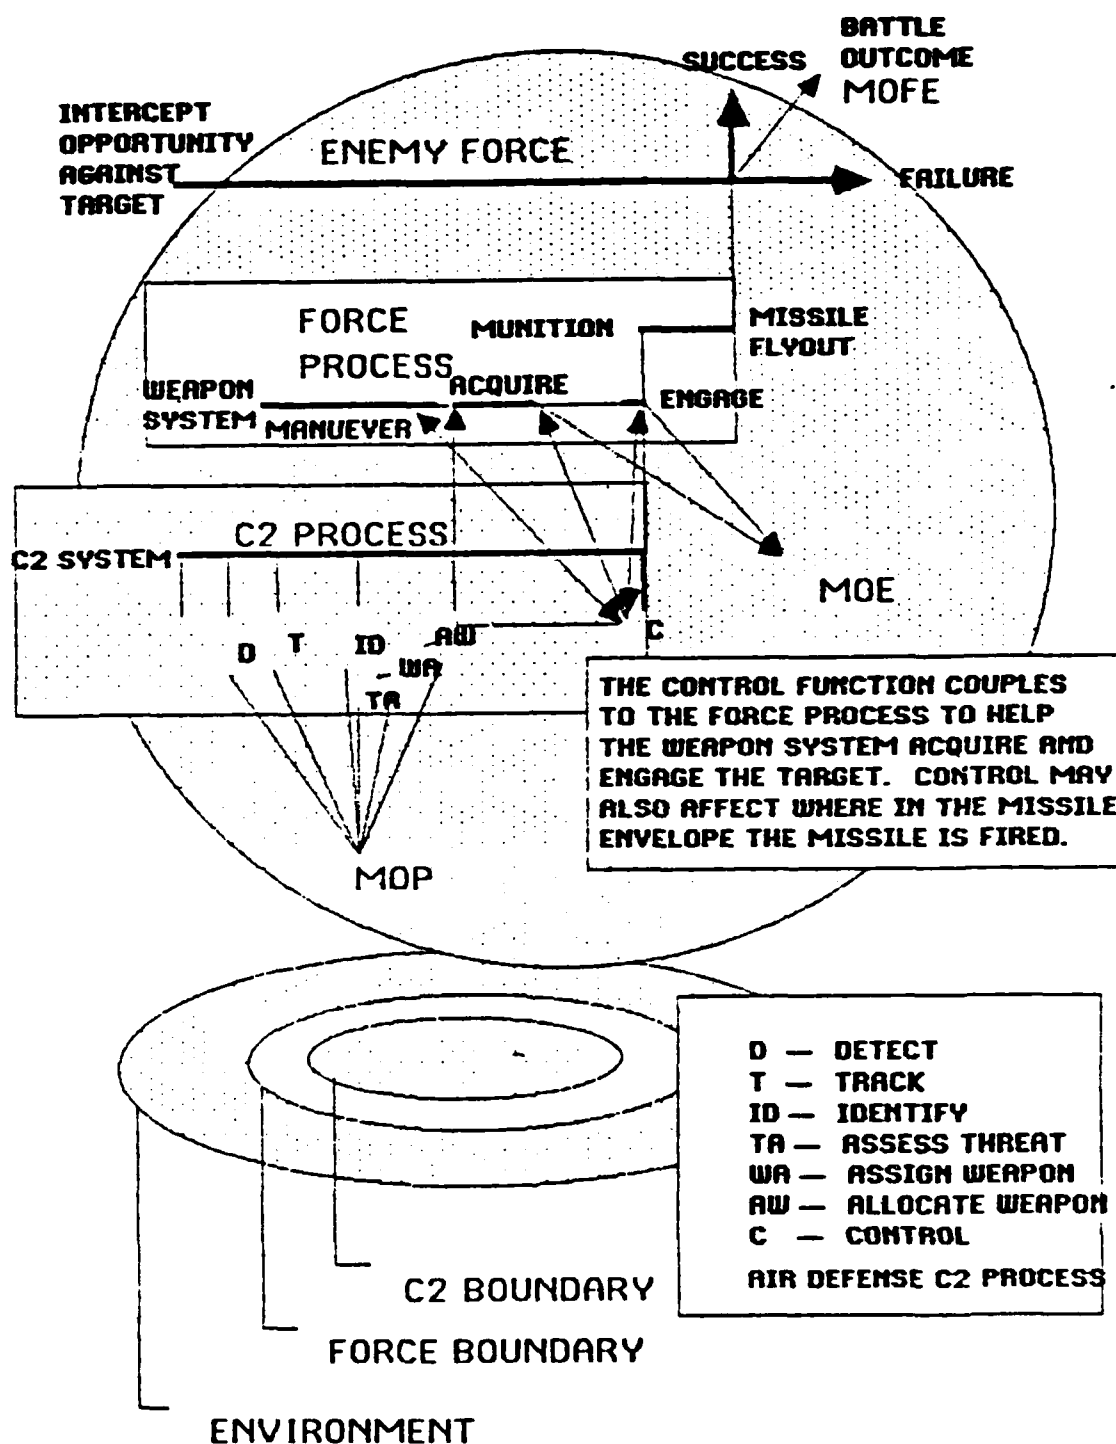 BATTLE
OUTCOME
MOFE
SUCCESS
INTERCEPT
OPPORTUNITY
AGAINST
TARGET
ENEMY FORCE
FAILURE
FORCE
PROCESS
MUNITION
MISSILE
FLYOUT
WEAPON
SYSTEM
ACQUIRE
ENGAGE
MANUEVER
C2 PROCESS
C2 SYSTEM
MOE
D
T
ID
TA
WA
AW
C
THE CONTROL FUNCTION COUPLES
TO THE FORCE PROCESS TO HELP
THE WEAPON SYSTEM ACQUIRE AND
ENGAGE THE TARGET. CONTROL MAY
ALSO AFFECT WHERE IN THE MISSILE
ENVELOPE THE MISSILE IS FIRED.
MOP
D — DETECT
T — TRACK
ID — IDENTIFY
TA — ASSESS THREAT
WA — ASSIGN WEAPON
AW — ALLOCATE WEAPON
C — CONTROL
AIR DEFENSE C2 PROCESS
C2 BOUNDARY
FORCE BOUNDARY
ENVIRONMENT